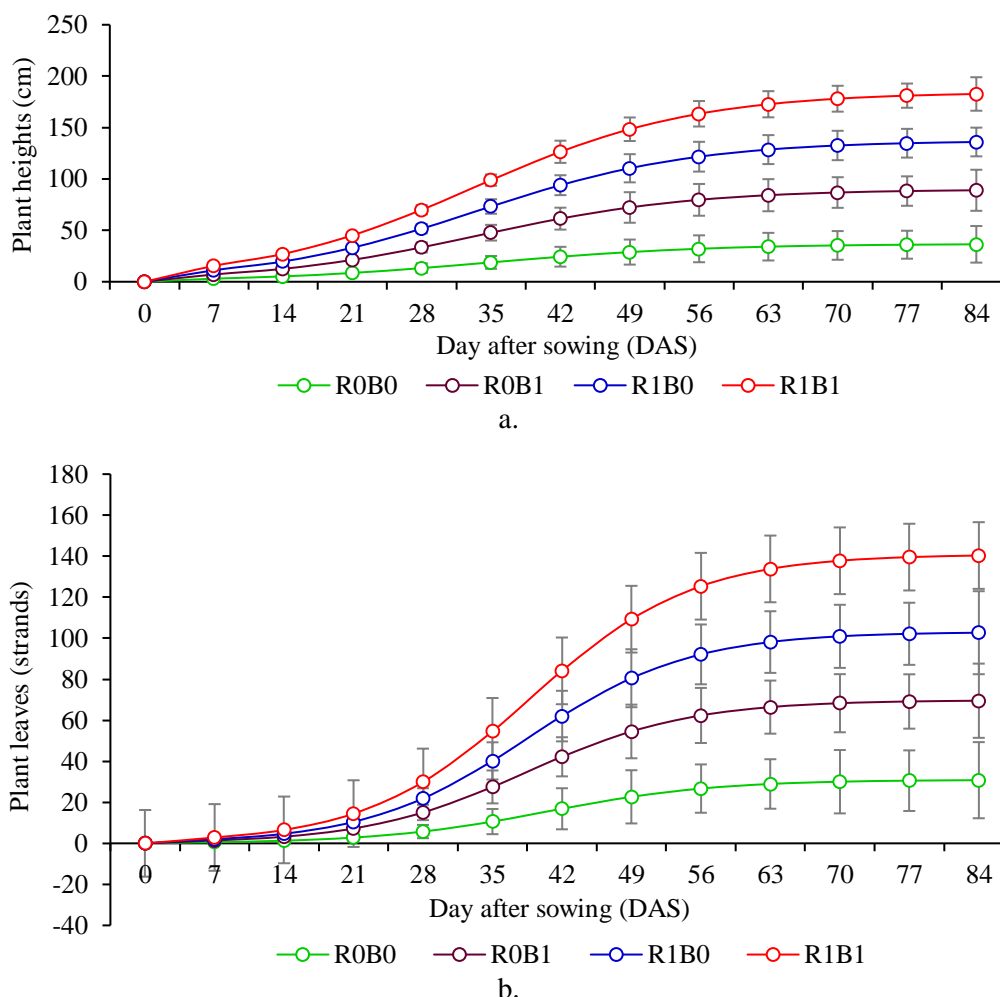 250
200
150
100
50
0
Plant heights (cm)
0 7 14 21 28 35 42 49 56 63 70 77 84
Day after sowing (DAS)
R0B0 R0B1 R1B0 R1B1
a.
180
160
140
120
100
80
60
40
20
0
-20
-40
Plant leaves (strands)
0 7 14 21 28 35 42 49 56 63 70 77 84
Day after sowing (DAS)
R0B0 R0B1 R1B0 R1B1
b.